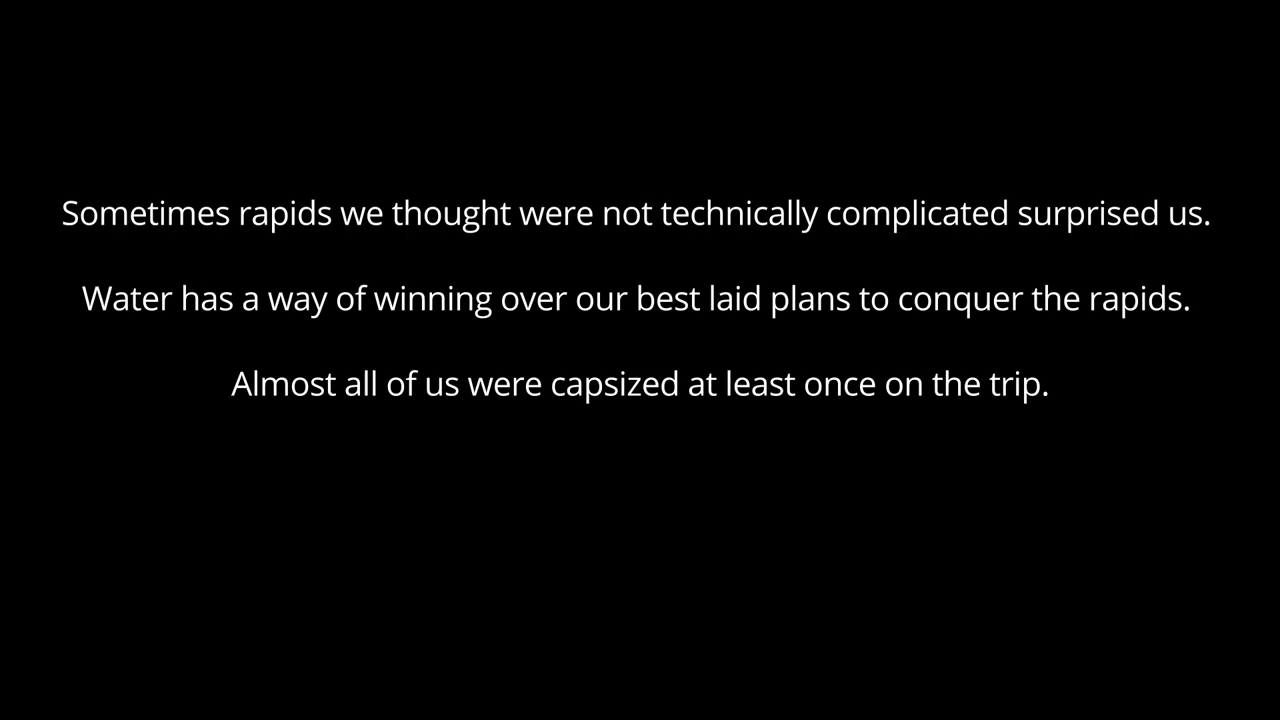 Sometimes rapids we thought were not technically complicated surprised us.
Water has a way of winning over our best laid plans to conquer the rapids.
Almost all of us were capsized at least once on the trip.